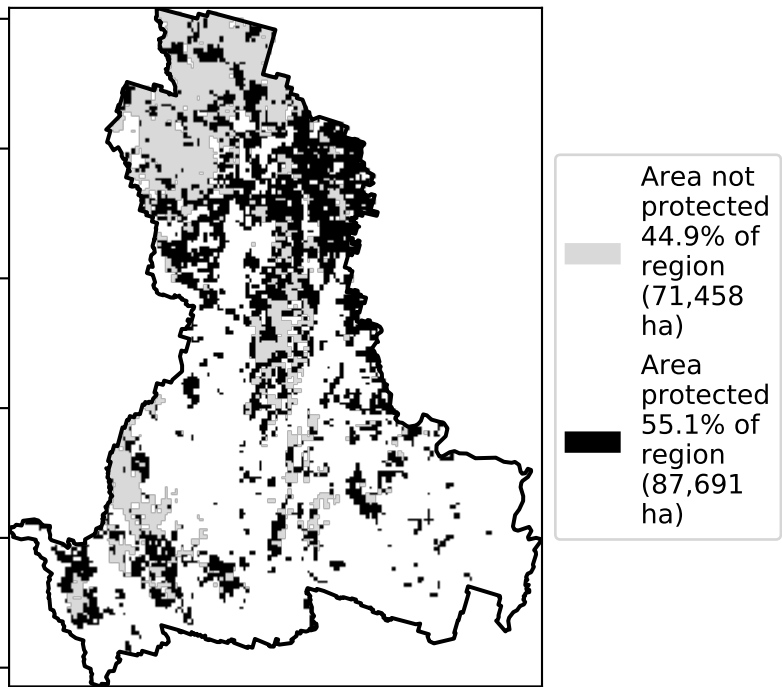 Area not
protected
44.9% of
region
(71,458
ha)
Area
protected
55.1% of
region
(87,691
ha)